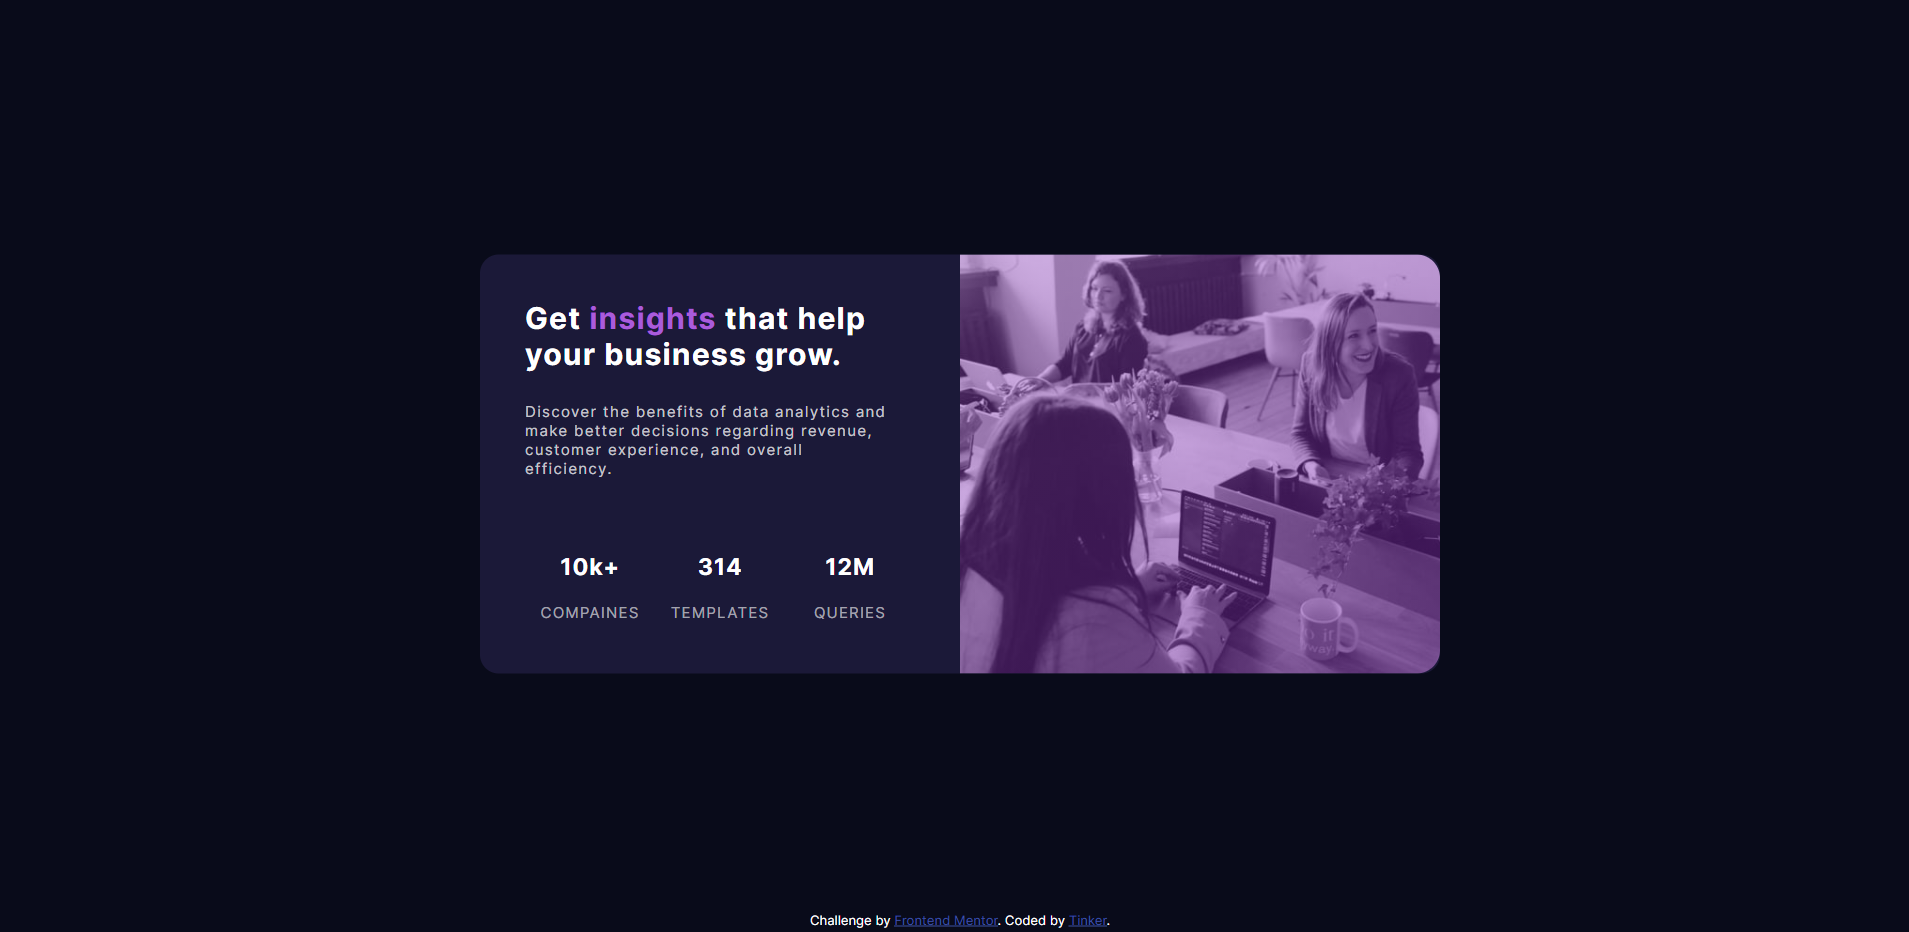 Get insights that help
your business grow.
Discover the benefits of data analytics and
make better decisions regarding revenue,
customer experience, and overall
efficiency.
10k+ 314 12M
COMPAINES TEMPLATES QUERIES
Challenge by Frontend Mentor. Coded by Tinker.